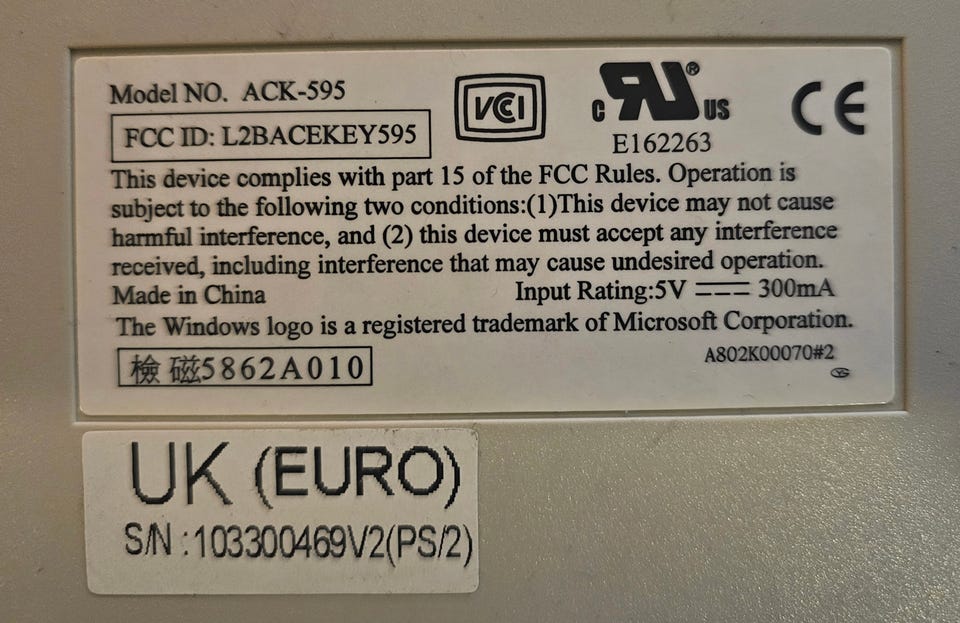 Model NO. ACK-595
FCC ID: L2BACEKEY595
VCI
c RU ® US
E162263
CE
This device complies with part 15 of the FCC Rules. Operation is
subject to the following two conditions:(1)This device may not cause
harmful interference, and (2) this device must accept any interference
received, including interference that may cause undesired operation.
Made in China Input Rating:5V 300mA
The Windows logo is a registered trademark of Microsoft Corporation.
檢磁5862A010
A802K00070#2
UK (EURO)
S/N :103300469V2(PS/2)